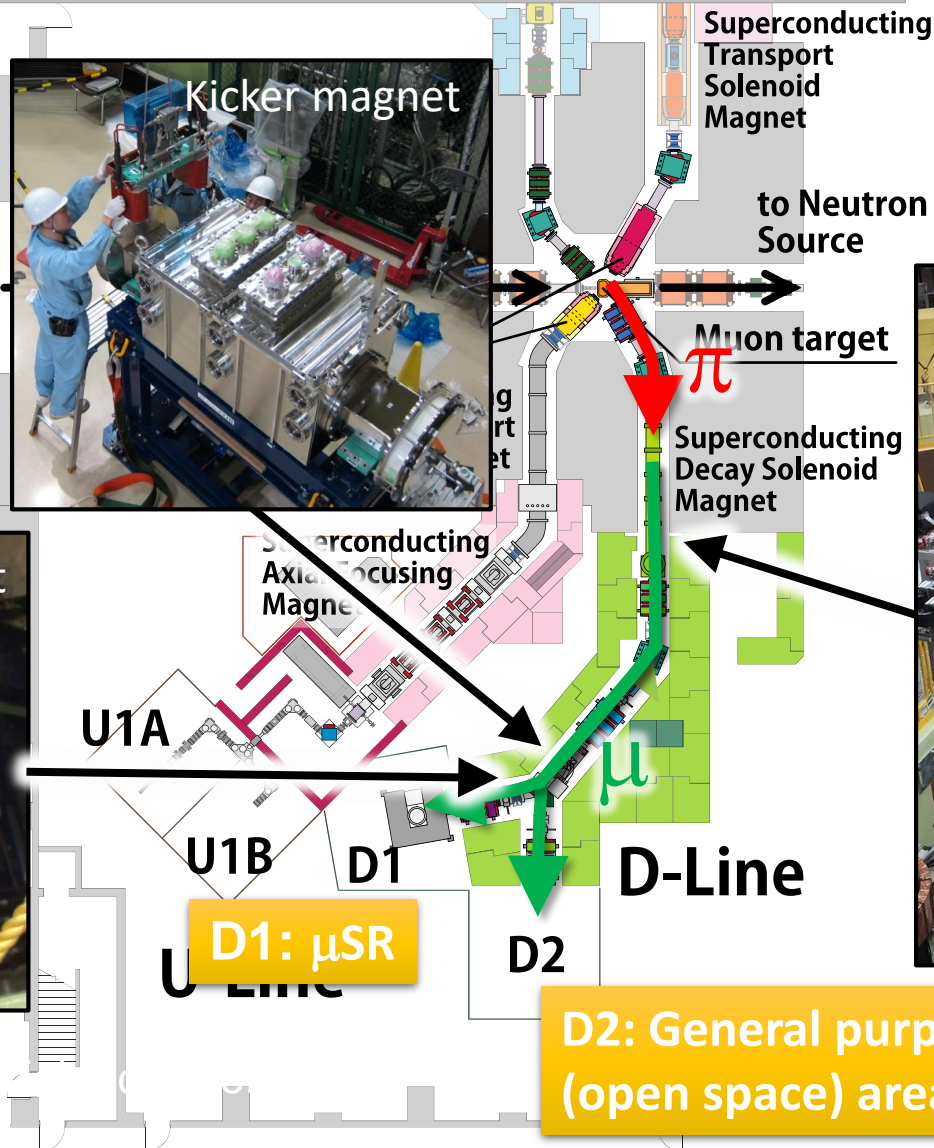 Superconducting
Transport
Solenoid
Magnet
Kicker magnet
to Neutron
Source
Muon target
π
Superconducting
Decay Solenoid
Magnet
Superconducting
Axial Focusing
Magnet
U1A
μ
U1B
D1
D-Line
D1: μSR
D2
U-Line
D2: General purp
(open space) area